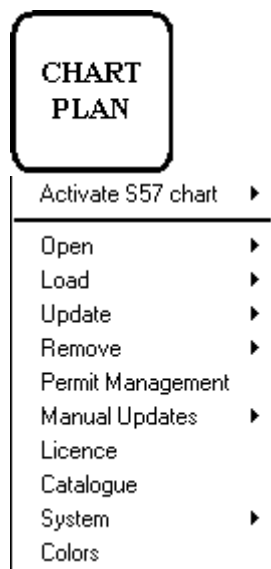 CHART
PLAN
Activate S57 chart
Open
Load
Update
Remove
Permit Management
Manual Updates
Licence
Catalogue
System
Colors